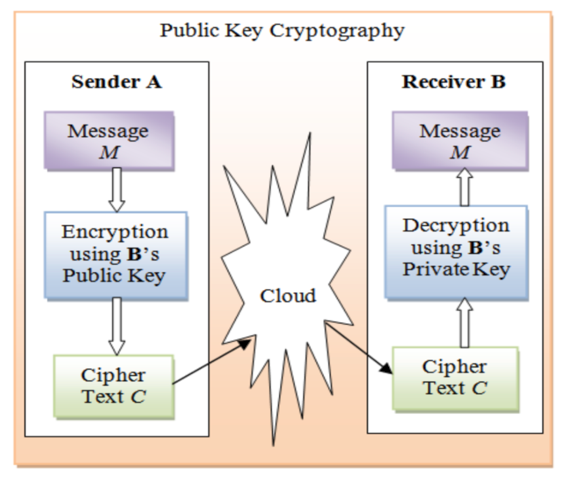 Public Key Cryptography
Sender A
Message
M
Encryption
using B's
Public Key
Cipher
Text C
Cloud
Receiver B
Message
M
Decryption
using B's
Private Key
Cipher
Text C